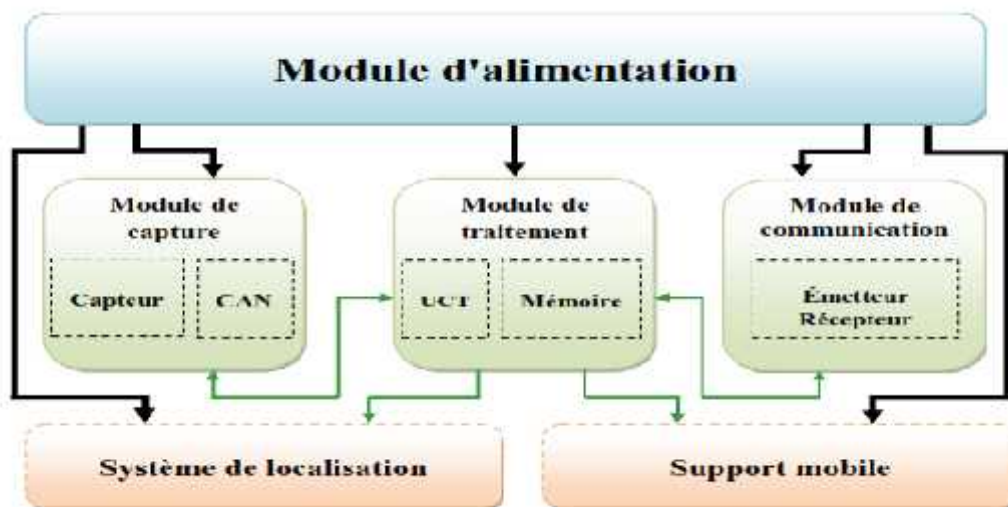 Module d'alimentation
Module de
capture
Capteur
CAN
Module de
traitement
UCT
Mémoire
Module de
communication
Émetteur
Récepteur
Système de localisation
Support mobile